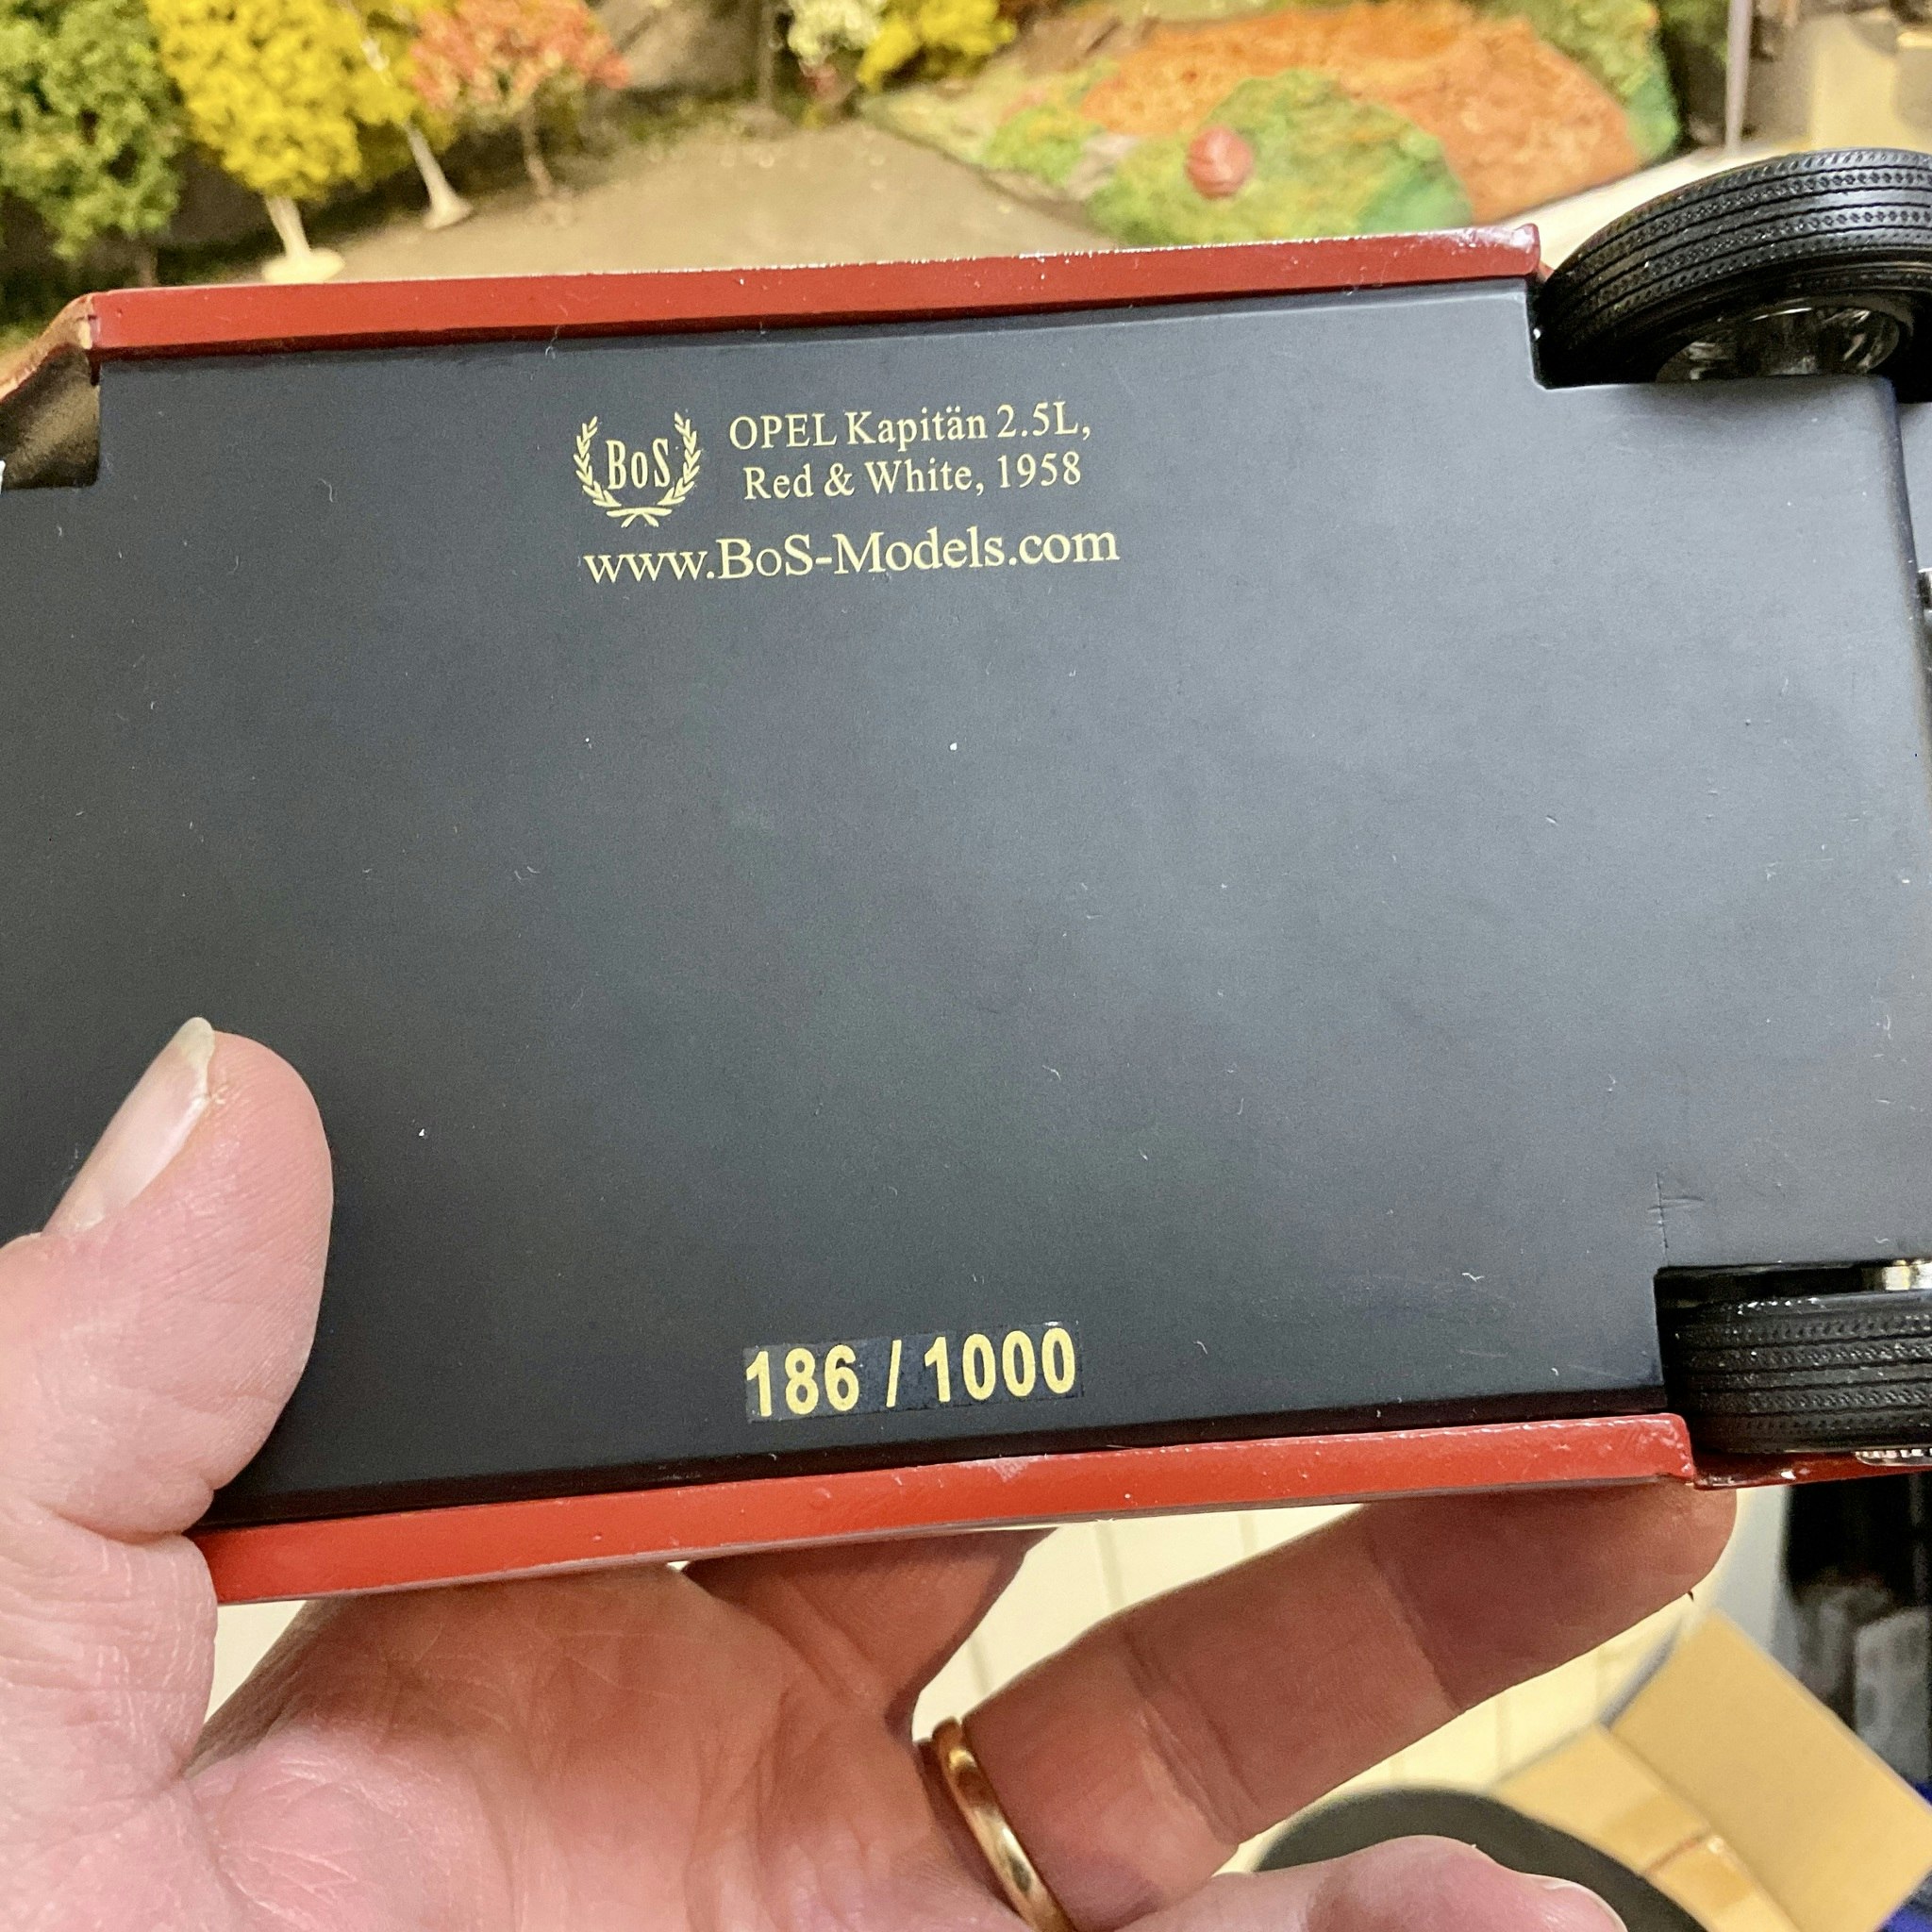 BoS
OPEL Kapitän 2.5L,
Red & White, 1958
www.BoS-Models.com
186 / 1000